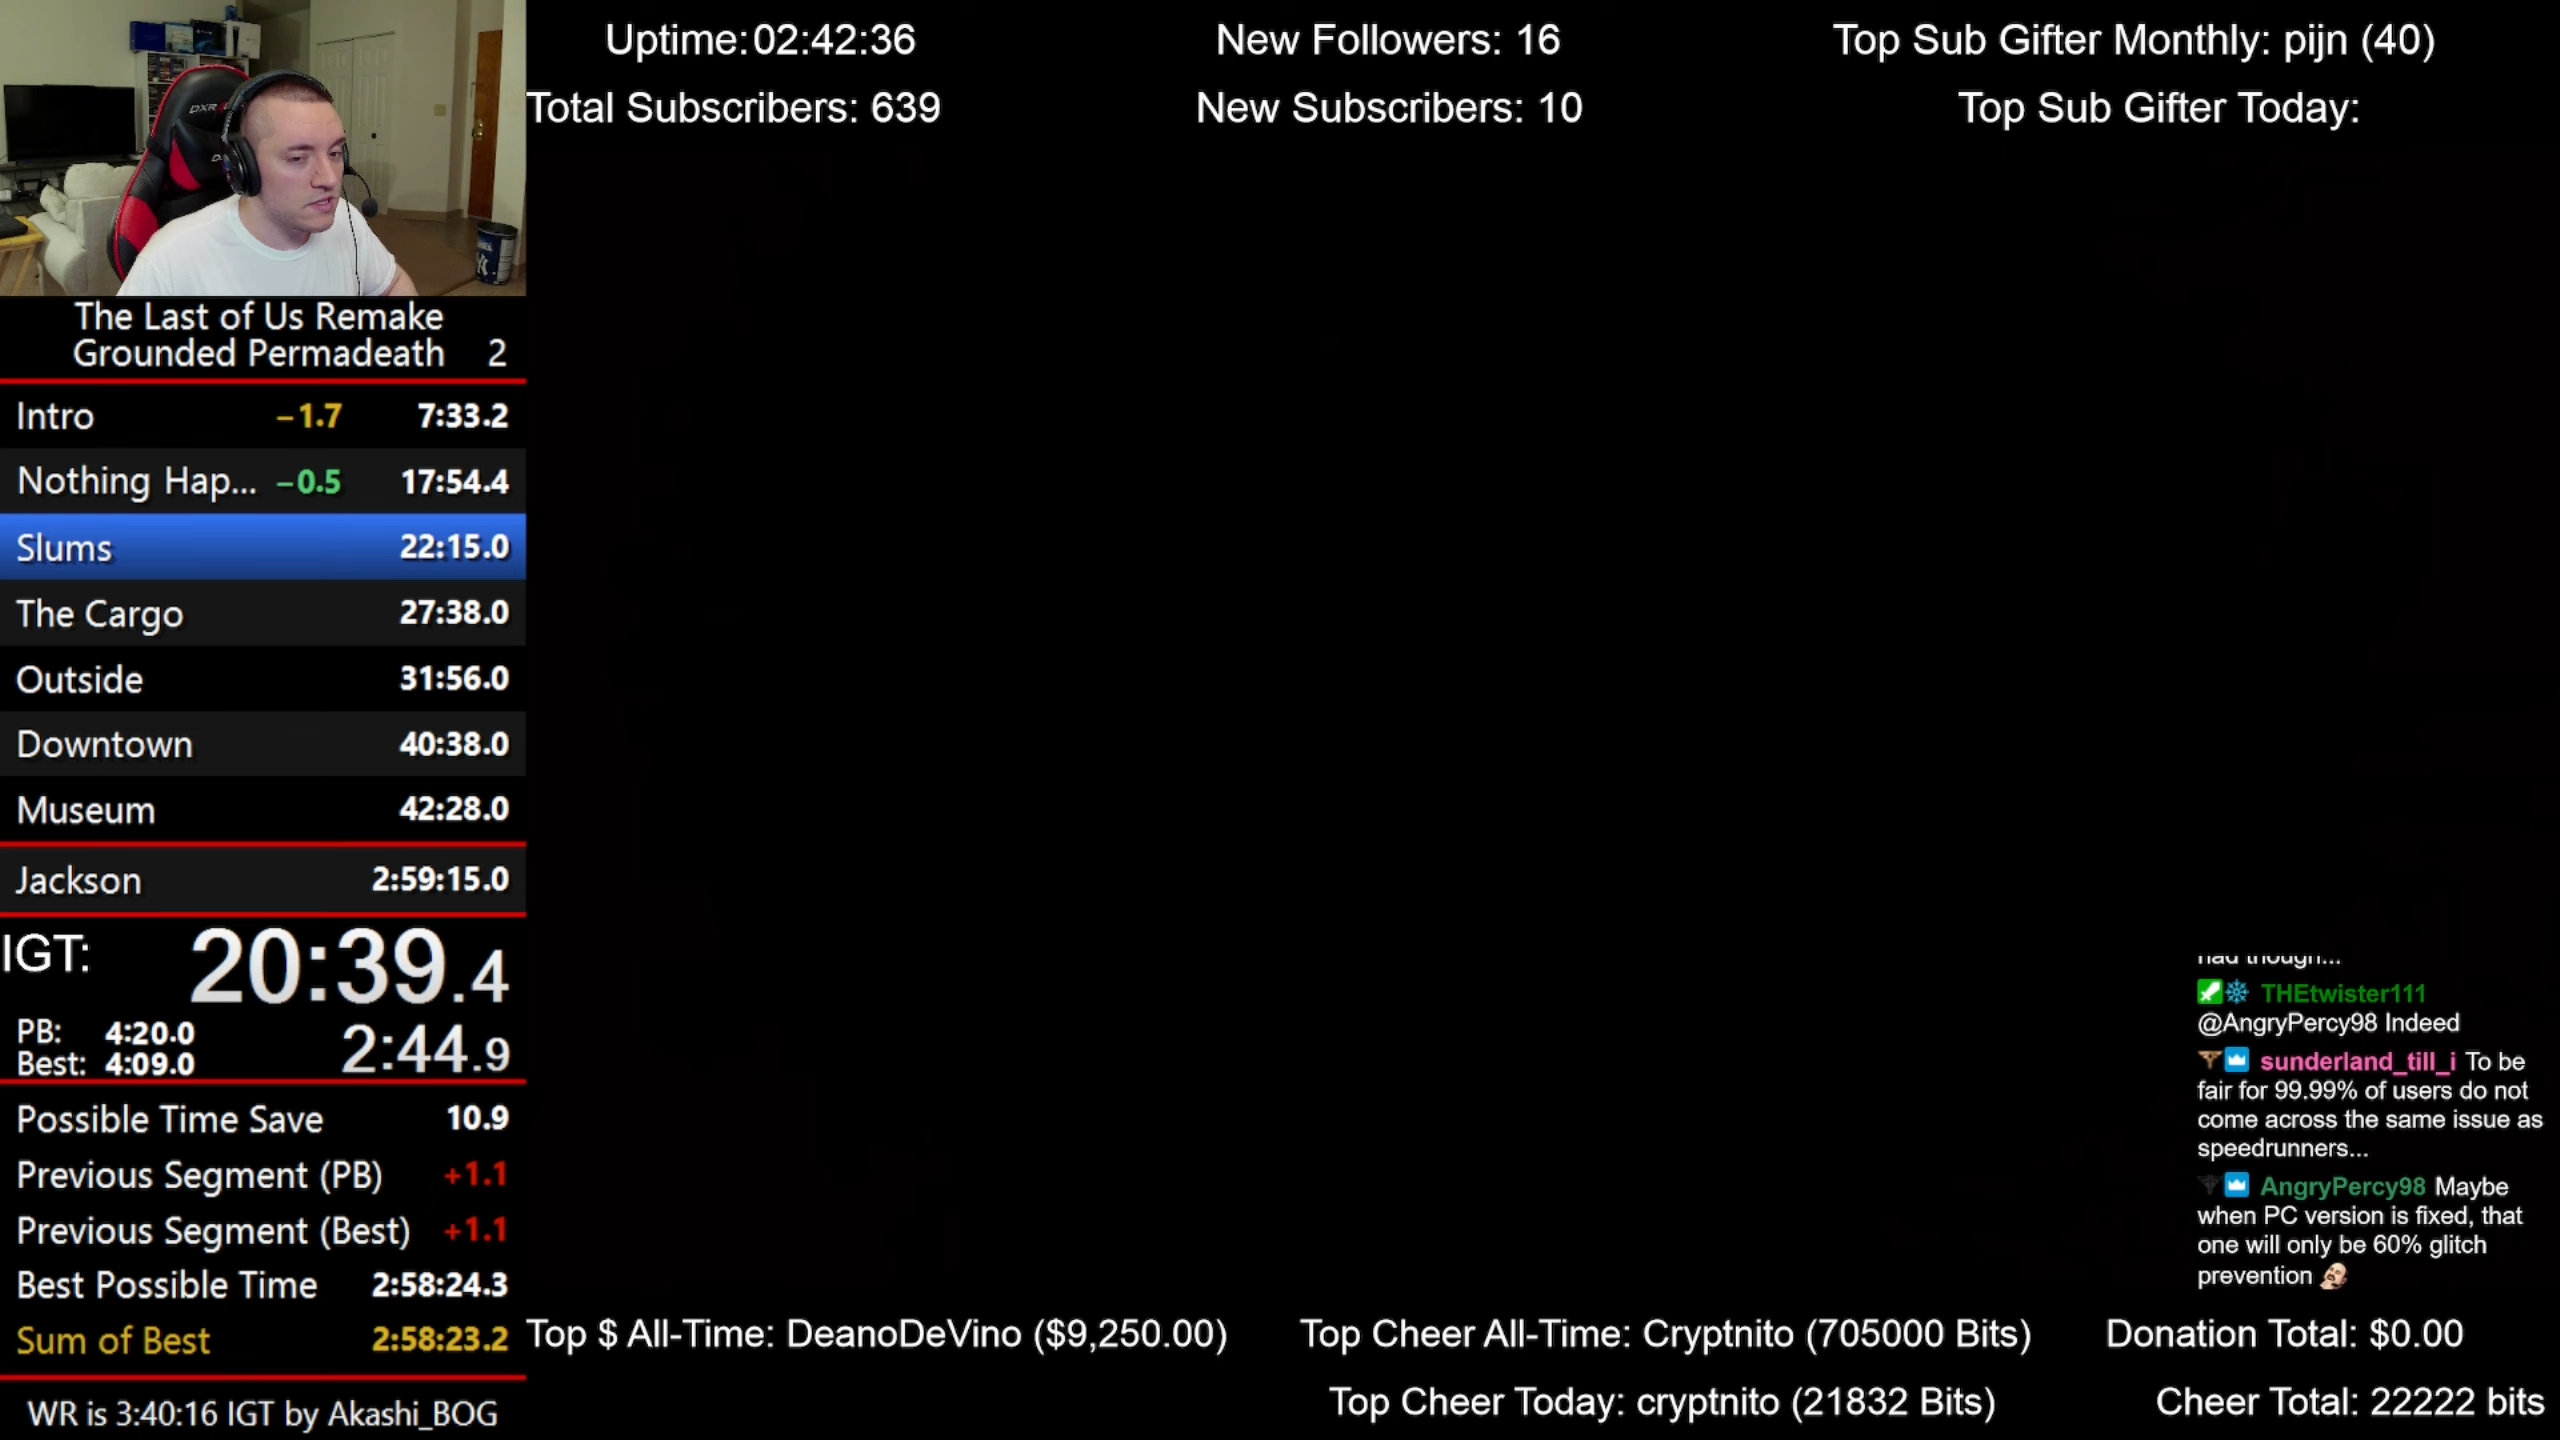 Uptime: 02:42:36
New Followers: 16
Top Sub Gifter Monthly: pijn (40)
Total Subscribers: 639
New Subscribers: 10
Top Sub Gifter Today:
DXR
The Last of Us Remake
Grounded Permadeath 2
Intro –1.7 7:33.2
Nothing Hap... –0.5 17:54.4
Slums 22:15.0
The Cargo 27:38.0
Outside 31:56.0
Downtown 40:38.0
Museum 42:28.0
Jackson 2:59:15.0
IGT: 20:39.4
PB: 4:20.0
Best: 4:09.0
2:44.9
Possible Time Save 10.9
Previous Segment (PB) +1.1
Previous Segment (Best) +1.1
Best Possible Time 2:58:24.3
Sum of Best 2:58:23.2
WR is 3:40:16 IGT by Akashi_BOG
had though...
THEtwister111
@AngryPercy98 Indeed
sunderland_till_i To be
fair for 99.99% of users do not
come across the same issue as
speedrunners...
AngryPercy98 Maybe
when PC version is fixed, that
one will only be 60% glitch
prevention
Top $ All-Time: DeanoDeVino ($9,250.00)
Top Cheer All-Time: Cryptnito (705000 Bits)
Donation Total: $0.00
Top Cheer Today: cryptnito (21832 Bits)
Cheer Total: 22222 bits